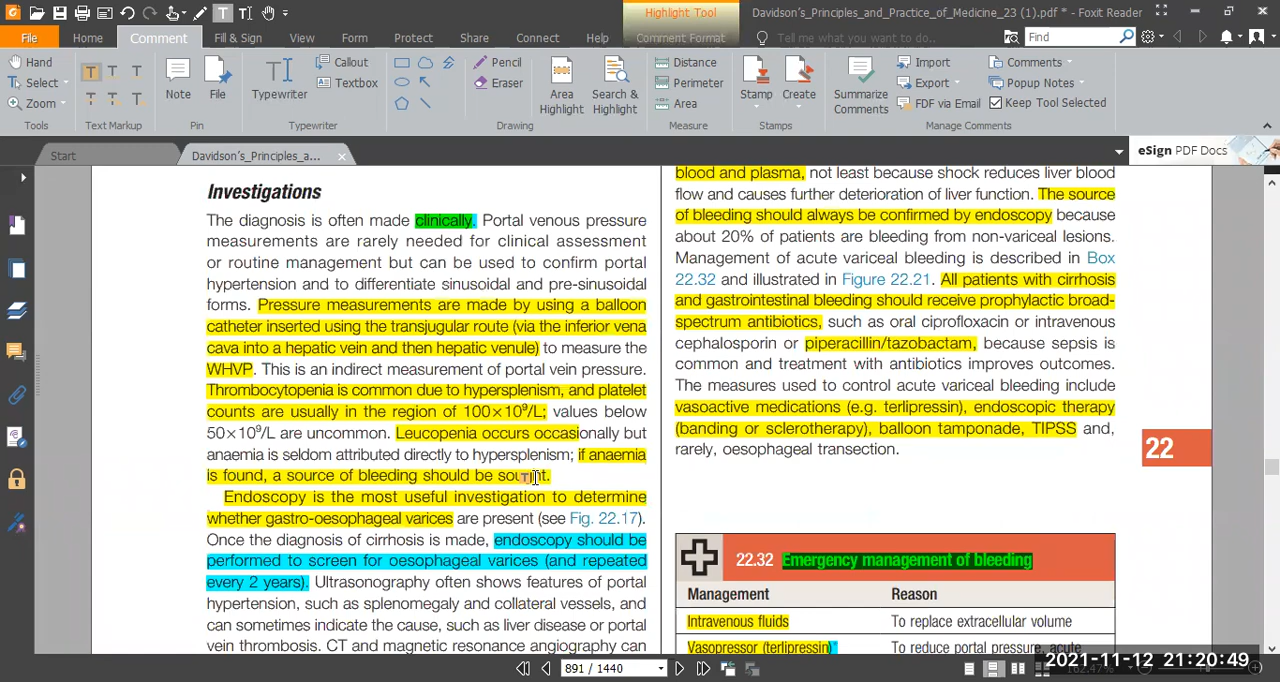 Highlight Tool
Davidson's_Principles_and_Practice_of_Medicine_23 (1).pdf * - Foxit Reader
File Home Comment Fill & Sign View Form Protect Share Connect Help Comment Format Tell me what you want to do.. Find
Hand
Select
Zoom
Tools
Text Markup
Note
File
Pin
Typewriter
Callout
Textbox
Typewriter
Pencil
Eraser
Drawing
Area Highlight
Search & Highlight
Distance
Perimeter
Area
Measure
Stamp
Create
Stamps
Summarize Comments
Import
Export
FDF via Email
Comments
Popup Notes
Keep Tool Selected
Manage Comments
Start
Davidson's_Principles_a...
eSign PDF Docs
Investigations
The diagnosis is often made clinically. Portal venous pressure
measurements are rarely needed for clinical assessment
or routine management but can be used to confirm portal
hypertension and to differentiate sinusoidal and pre-sinusoidal
forms. Pressure measurements are made by using a balloon
catheter inserted using the transjugular route (via the inferior vena
cava into a hepatic vein and then hepatic venule) to measure the
WHVP. This is an indirect measurement of portal vein pressure.
Thrombocytopenia is common due to hypersplenism, and platelet
counts are usually in the region of 100×10⁹/L; values below
50×10⁹/L are uncommon. Leucopenia occurs occasionally but
anaemia is seldom attributed directly to hypersplenism; if anaemia
is found, a source of bleeding should be sought.
Endoscopy is the most useful investigation to determine
whether gastro-oesophageal varices are present (see Fig. 22.17).
Once the diagnosis of cirrhosis is made, endoscopy should be
performed to screen for oesophageal varices (and repeated
every 2 years). Ultrasonography often shows features of portal
hypertension, such as splenomegaly and collateral vessels, and
can sometimes indicate the cause, such as liver disease or portal
vein thrombosis. CT and magnetic resonance angiography can
blood and plasma, not least because shock reduces liver blood
flow and causes further deterioration of liver function. The source
of bleeding should always be confirmed by endoscopy because
about 20% of patients are bleeding from non-variceal lesions.
Management of acute variceal bleeding is described in Box
22.32 and illustrated in Figure 22.21. All patients with cirrhosis
and gastrointestinal bleeding should receive prophylactic broad-
spectrum antibiotics, such as oral ciprofloxacin or intravenous
cephalosporin or piperacillin/tazobactam, because sepsis is
common and treatment with antibiotics improves outcomes.
The measures used to control acute variceal bleeding include
vasoactive medications (e.g. terlipressin), endoscopic therapy
(banding or sclerotherapy), balloon tamponade, TIPSS and,
rarely, oesophageal transection.
22
22.32 Emergency management of bleeding
Management Reason
Intravenous fluids To replace extracellular volume
Vasopressor (terlipressin) To reduce portal pressure, acute
891 / 1440
2021-11-12 21:20:49